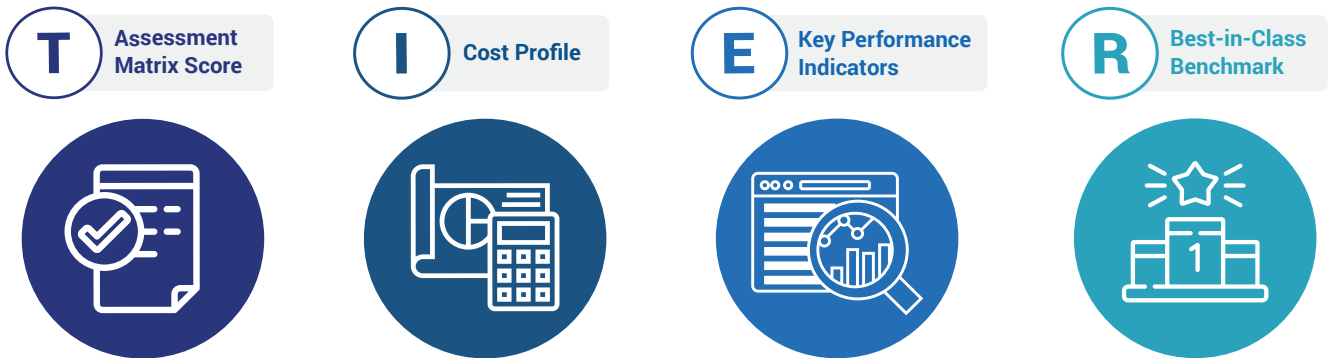 T
Assessment
Matrix Score
I
Cost Profile
E
Key Performance
Indicators
R
Best-in-Class
Benchmark
1